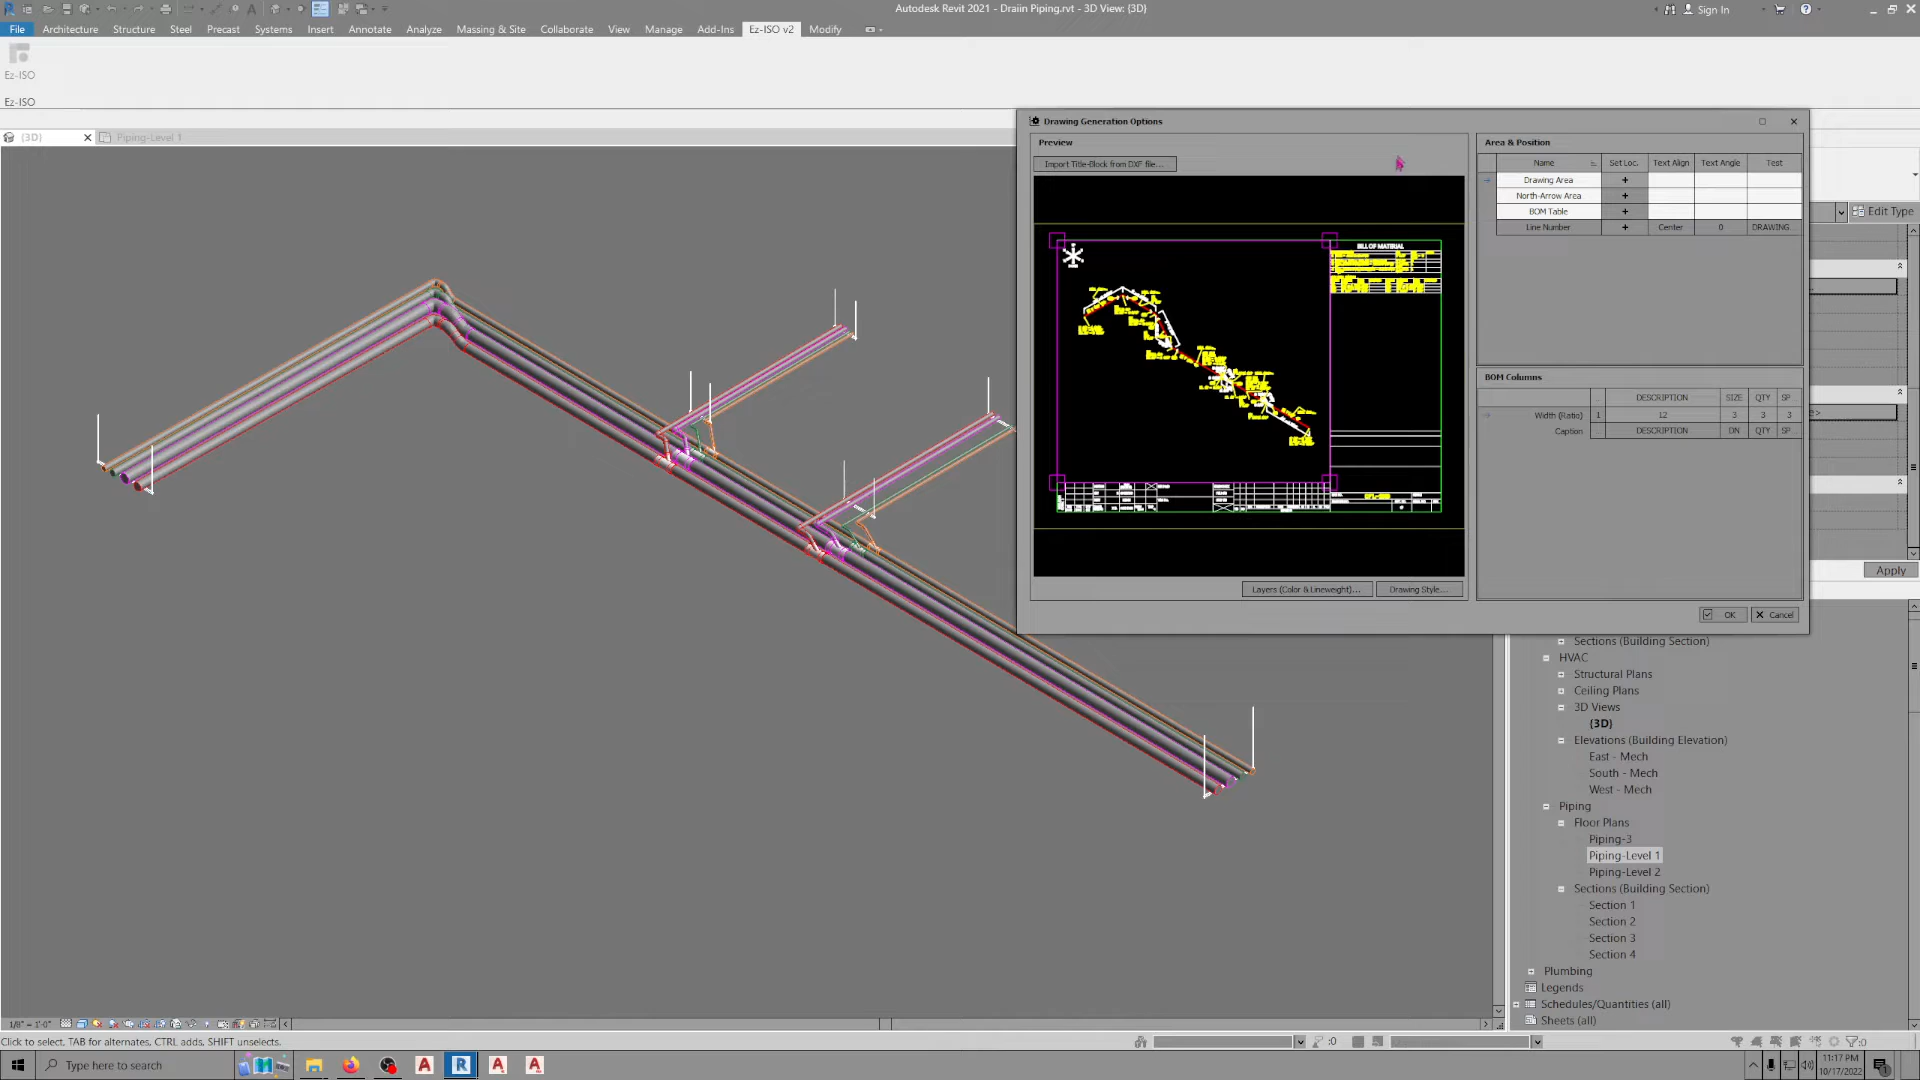 Autodesk Revit 2021 - Draiin Piping.rvt - 3D View: {3D}
Sign In
File Architecture Structure Steel Precast Systems Insert Annotate Analyze Massing & Site Collaborate View Manage Add-Ins Ez-ISO v2 Modify
Ez-ISO
Ez-ISO
{3D}
Piping-Level 1
Drawing Generation Options
Preview
Import Title-Block from DXF file...
BILL OF MATERIAL
Layers (Color & Lineweight)...
Drawing Style...
Area & Position
Name Set Loc. Text Align Text Angle Test
Drawing Area +
North-Arrow Area +
BOM Table +
Line Number + Center 0 DRAWING...
BOM Columns
.. DESCRIPTION SIZE QTY SP...
Width (Ratio) 1 12 3 3 3
Caption DESCRIPTION DN QTY SP...
OK
Cancel
Edit Type
Apply
Sections (Building Section)
HVAC
Structural Plans
Ceiling Plans
3D Views
{3D}
Elevations (Building Elevation)
East - Mech
South - Mech
West - Mech
Piping
Floor Plans
Piping-3
Piping-Level 1
Piping-Level 2
Sections (Building Section)
Section 1
Section 2
Section 3
Section 4
Plumbing
Legends
Schedules/Quantities (all)
Sheets (all)
1/8" = 1'-0"
Click to select, TAB for alternates, CTRL adds, SHIFT unselects.
:0
:0
Type here to search
11:17 PM
10/17/2022